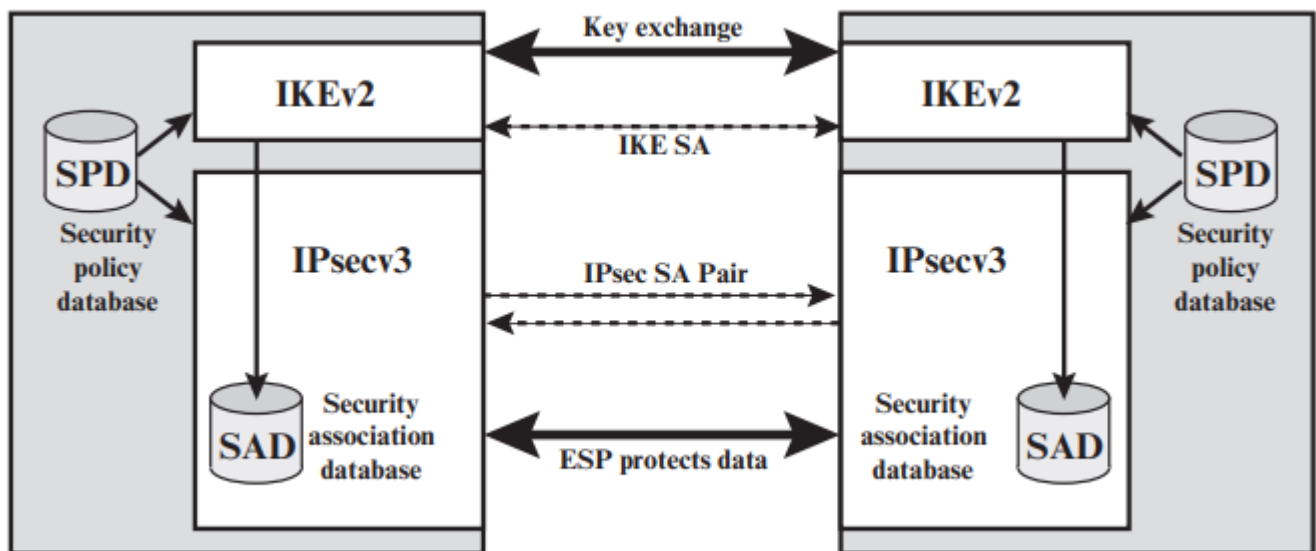 Key exchange
IKEv2
IKEv2
IKE SA
SPD
Security
policy
database
SPD
Security
policy
database
IPsecv3
IPsec SA Pair
IPsecv3
SAD
Security
association
database
ESP protects data
Security
association
database
SAD